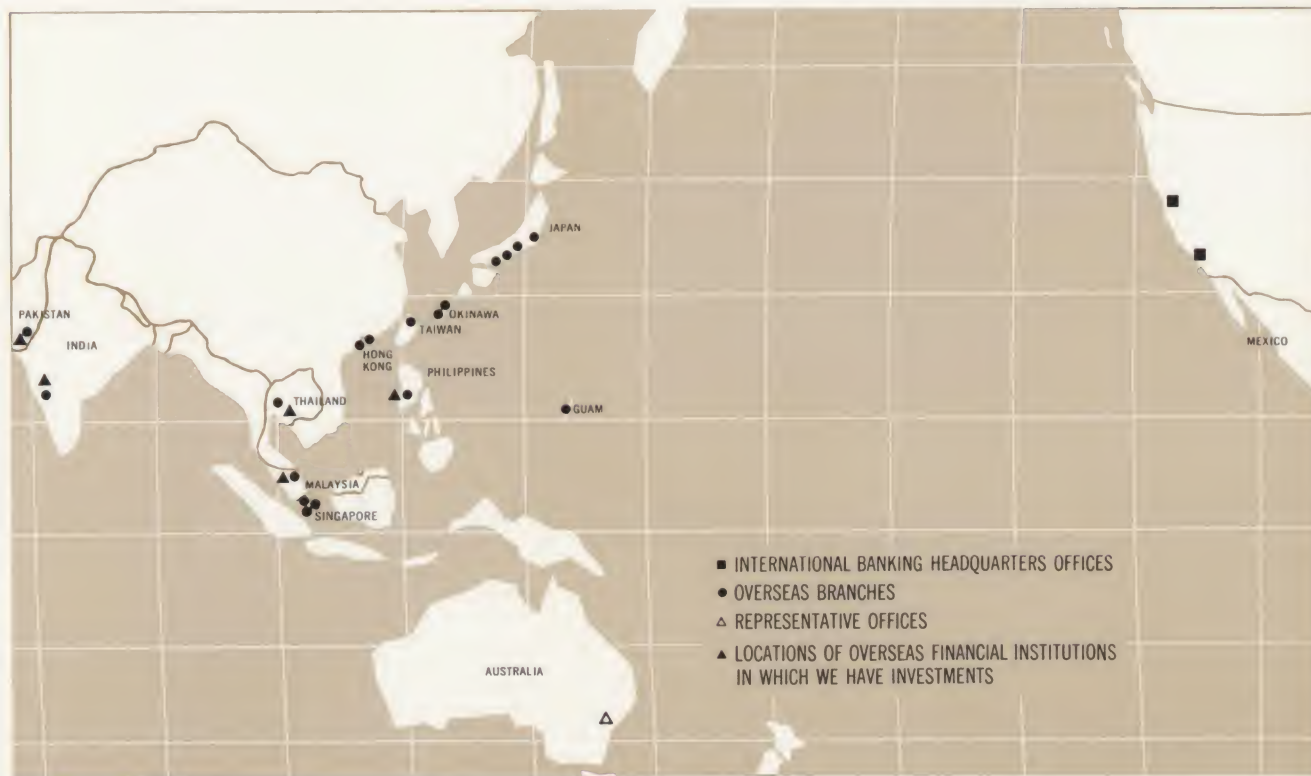 JAPAN
OKINAWA
TAIWAN
PAKISTAN
INDIA
HONG
KONG
PHILIPPINES
MEXICO
THAILAND
GUAM
MALAYSIA
SINGAPORE
AUSTRALIA
INTERNATIONAL BANKING HEADQUARTERS OFFICES
OVERSEAS BRANCHES
REPRESENTATIVE OFFICES
LOCATIONS OF OVERSEAS FINANCIAL INSTITUTIONS
IN WHICH WE HAVE INVESTMENTS